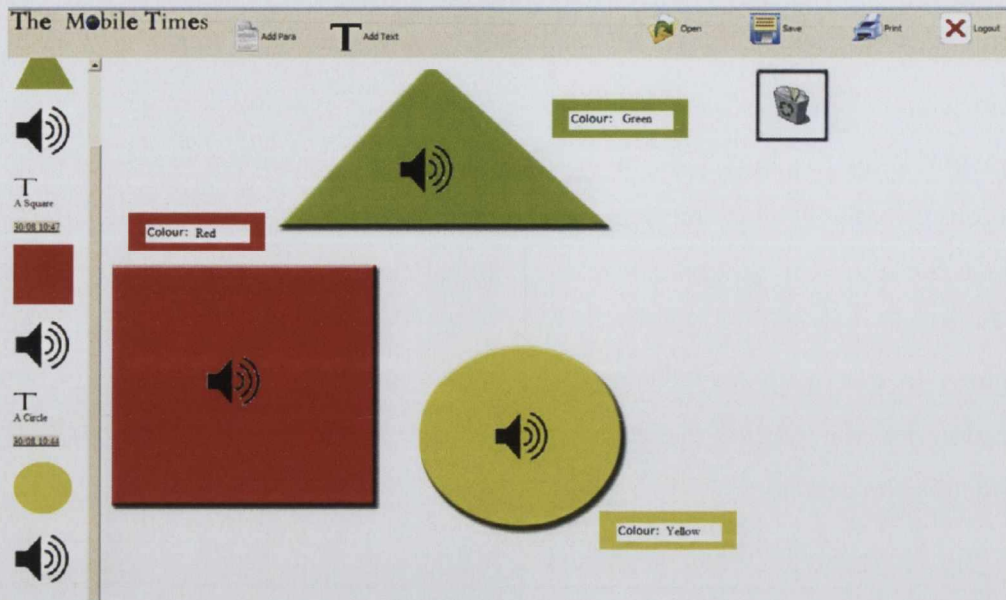 The Mobile Times
Add Para
T Add Text
Open
Save
Print
Logout
Colour: Green
T
A Square
30/08 10:47
Colour: Red
T
A Circle
30/08 10:44
Colour: Yellow